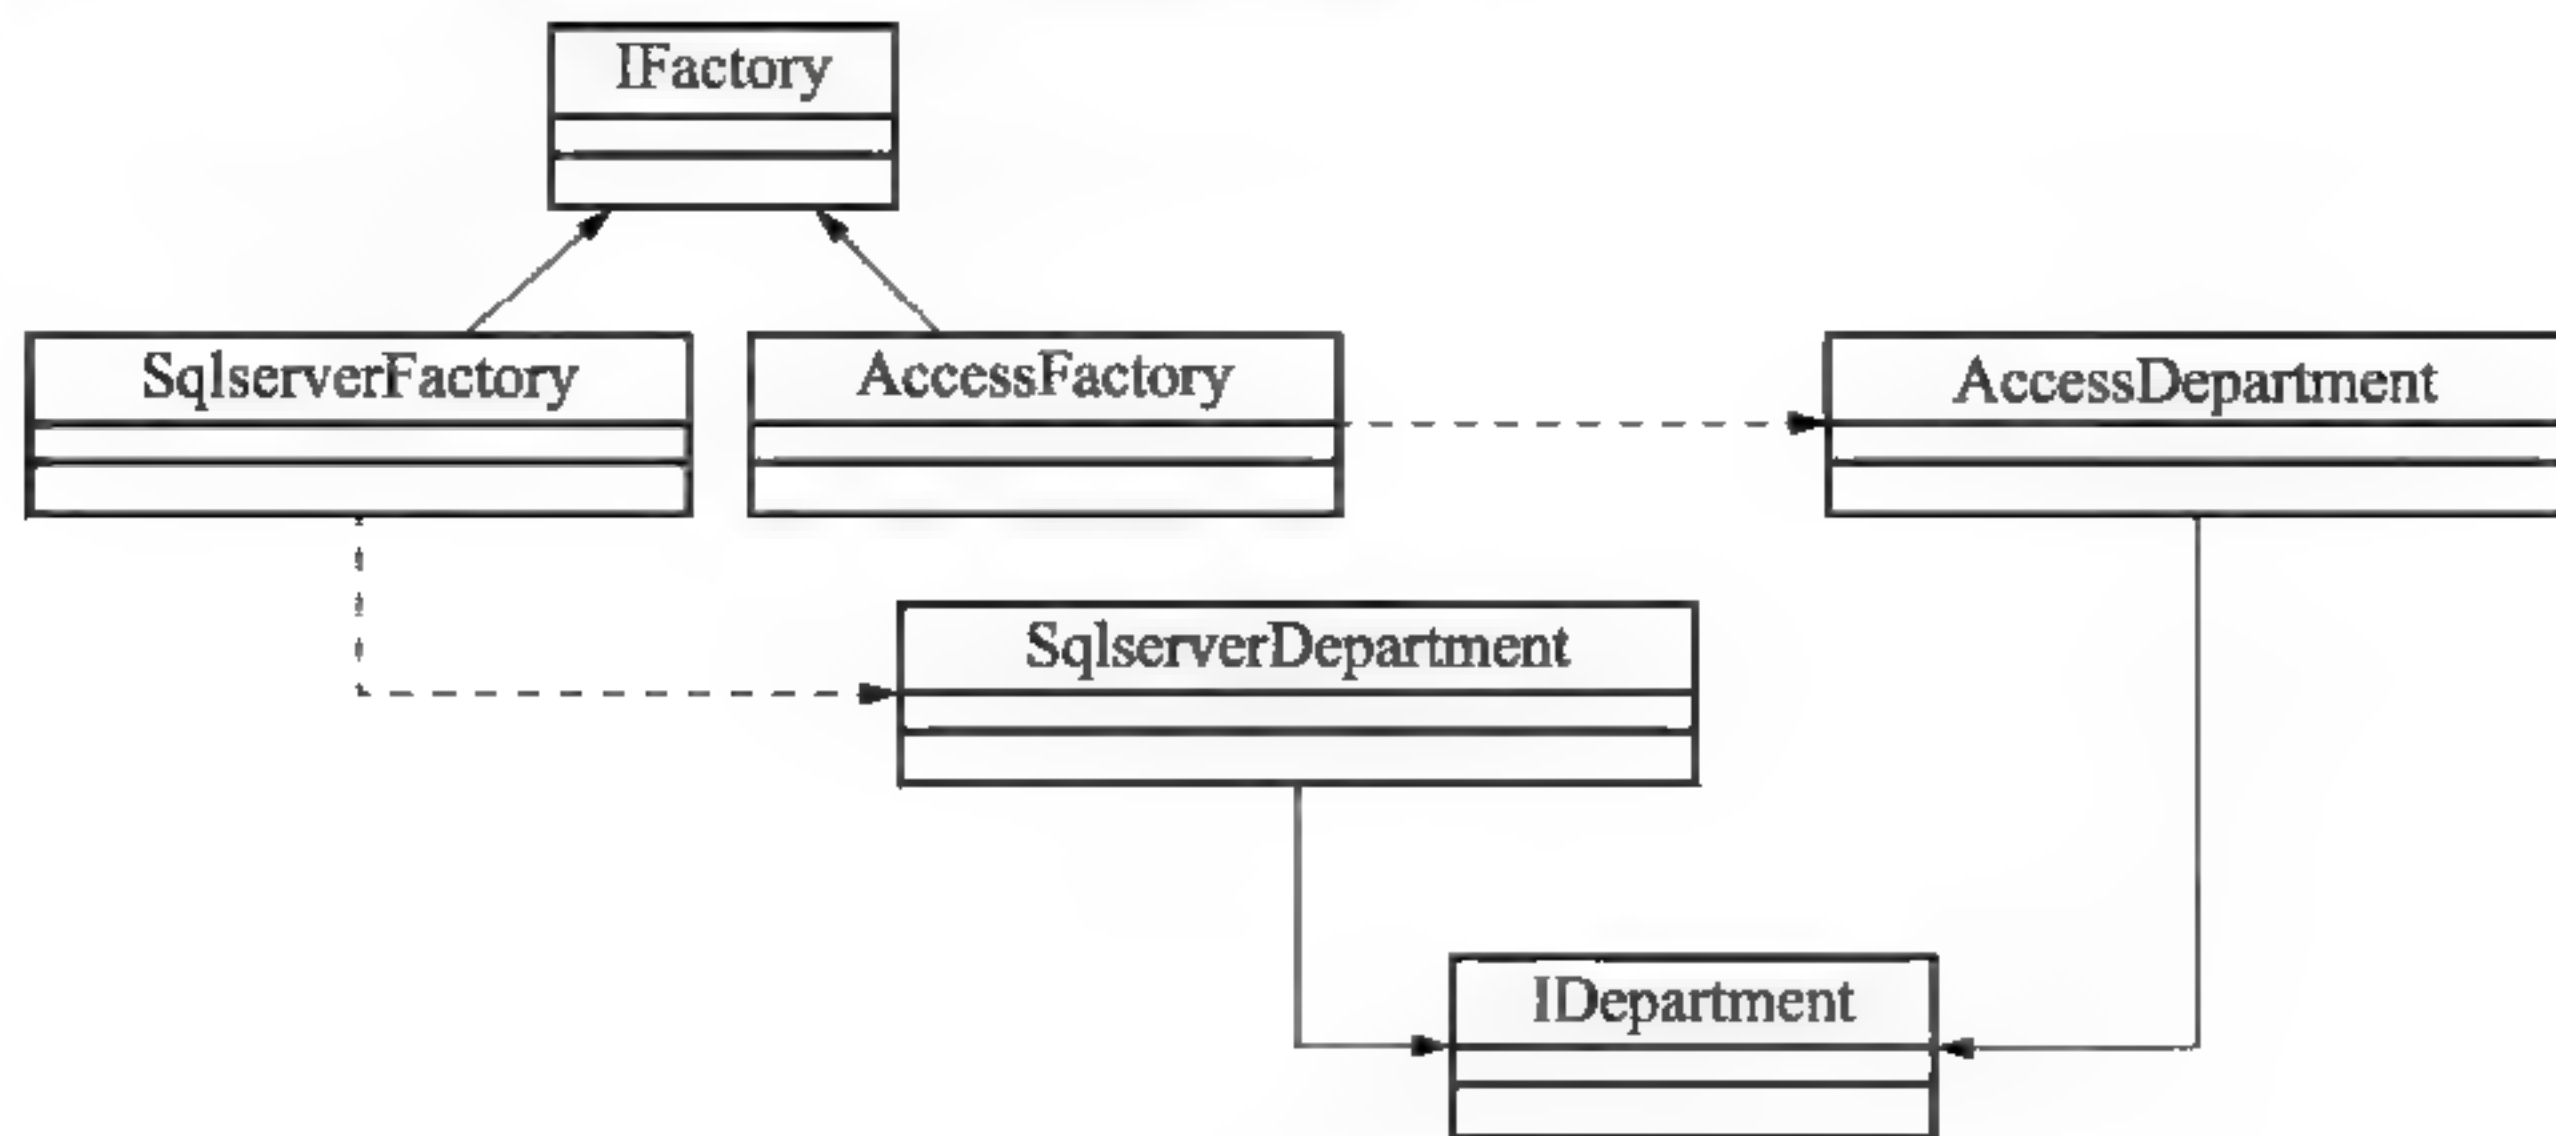 IFactory
SqlserverFactory
AccessFactory
AccessDepartment
SqlserverDepartment
IDepartment